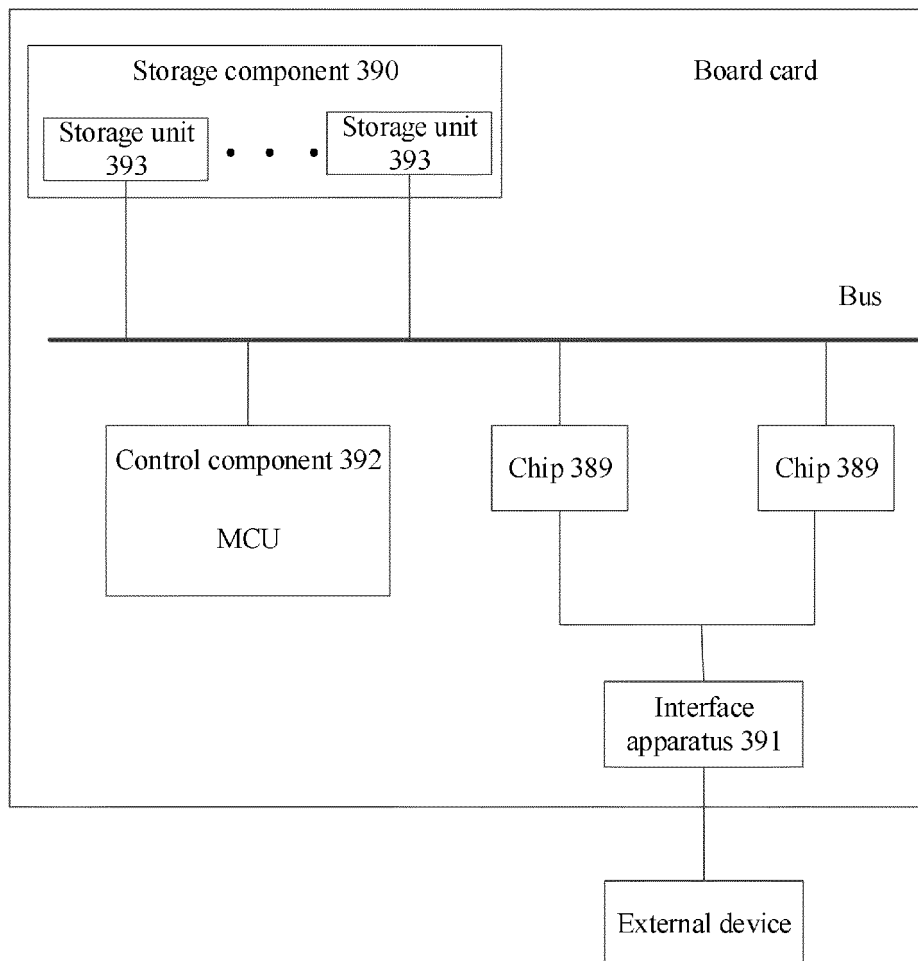 Storage component 390
Board card
Storage unit
393
Storage unit
393
Bus
Control component 392
MCU
Chip 389
Chip 389
Interface
apparatus 391
External device